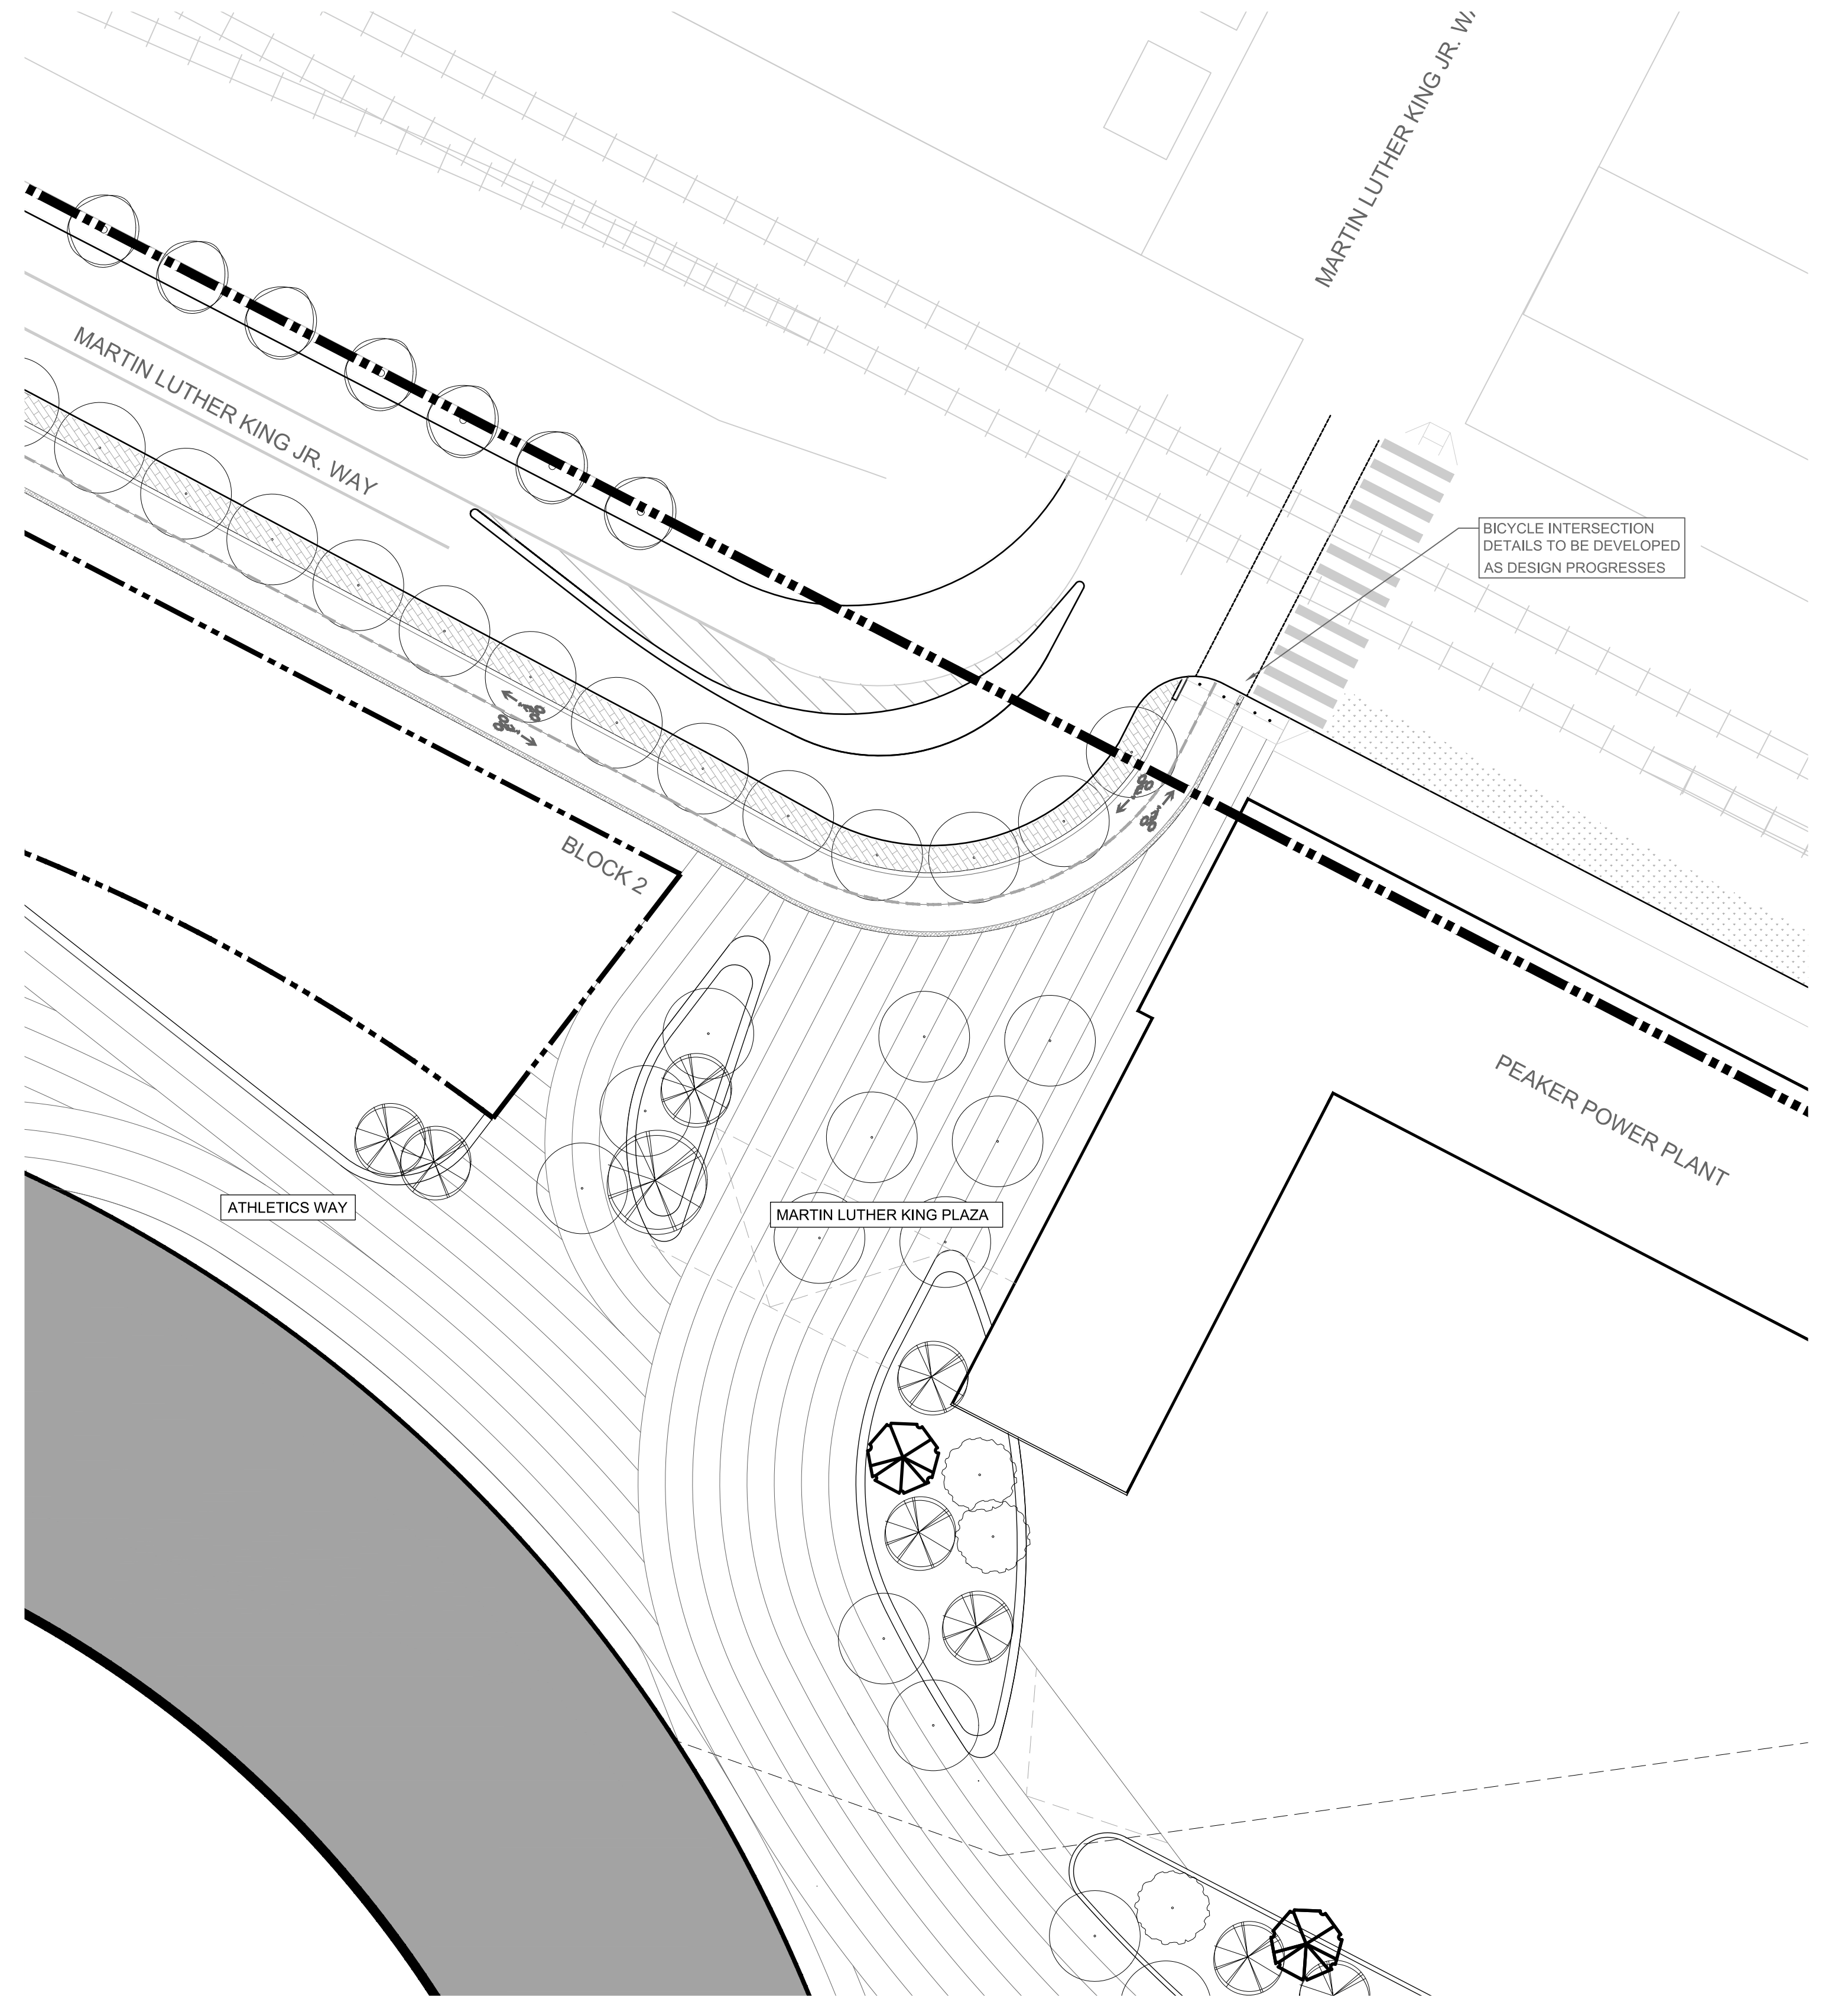 MARTIN LUTHER KING JR. W
MARTIN LUTHER KING JR. WAY
BICYCLE INTERSECTION
DETAILS TO BE DEVELOPED
AS DESIGN PROGRESSES
BLOCK 2
PEAKER POWER PLANT
ATHLETICS WAY
MARTIN LUTHER KING PLAZA